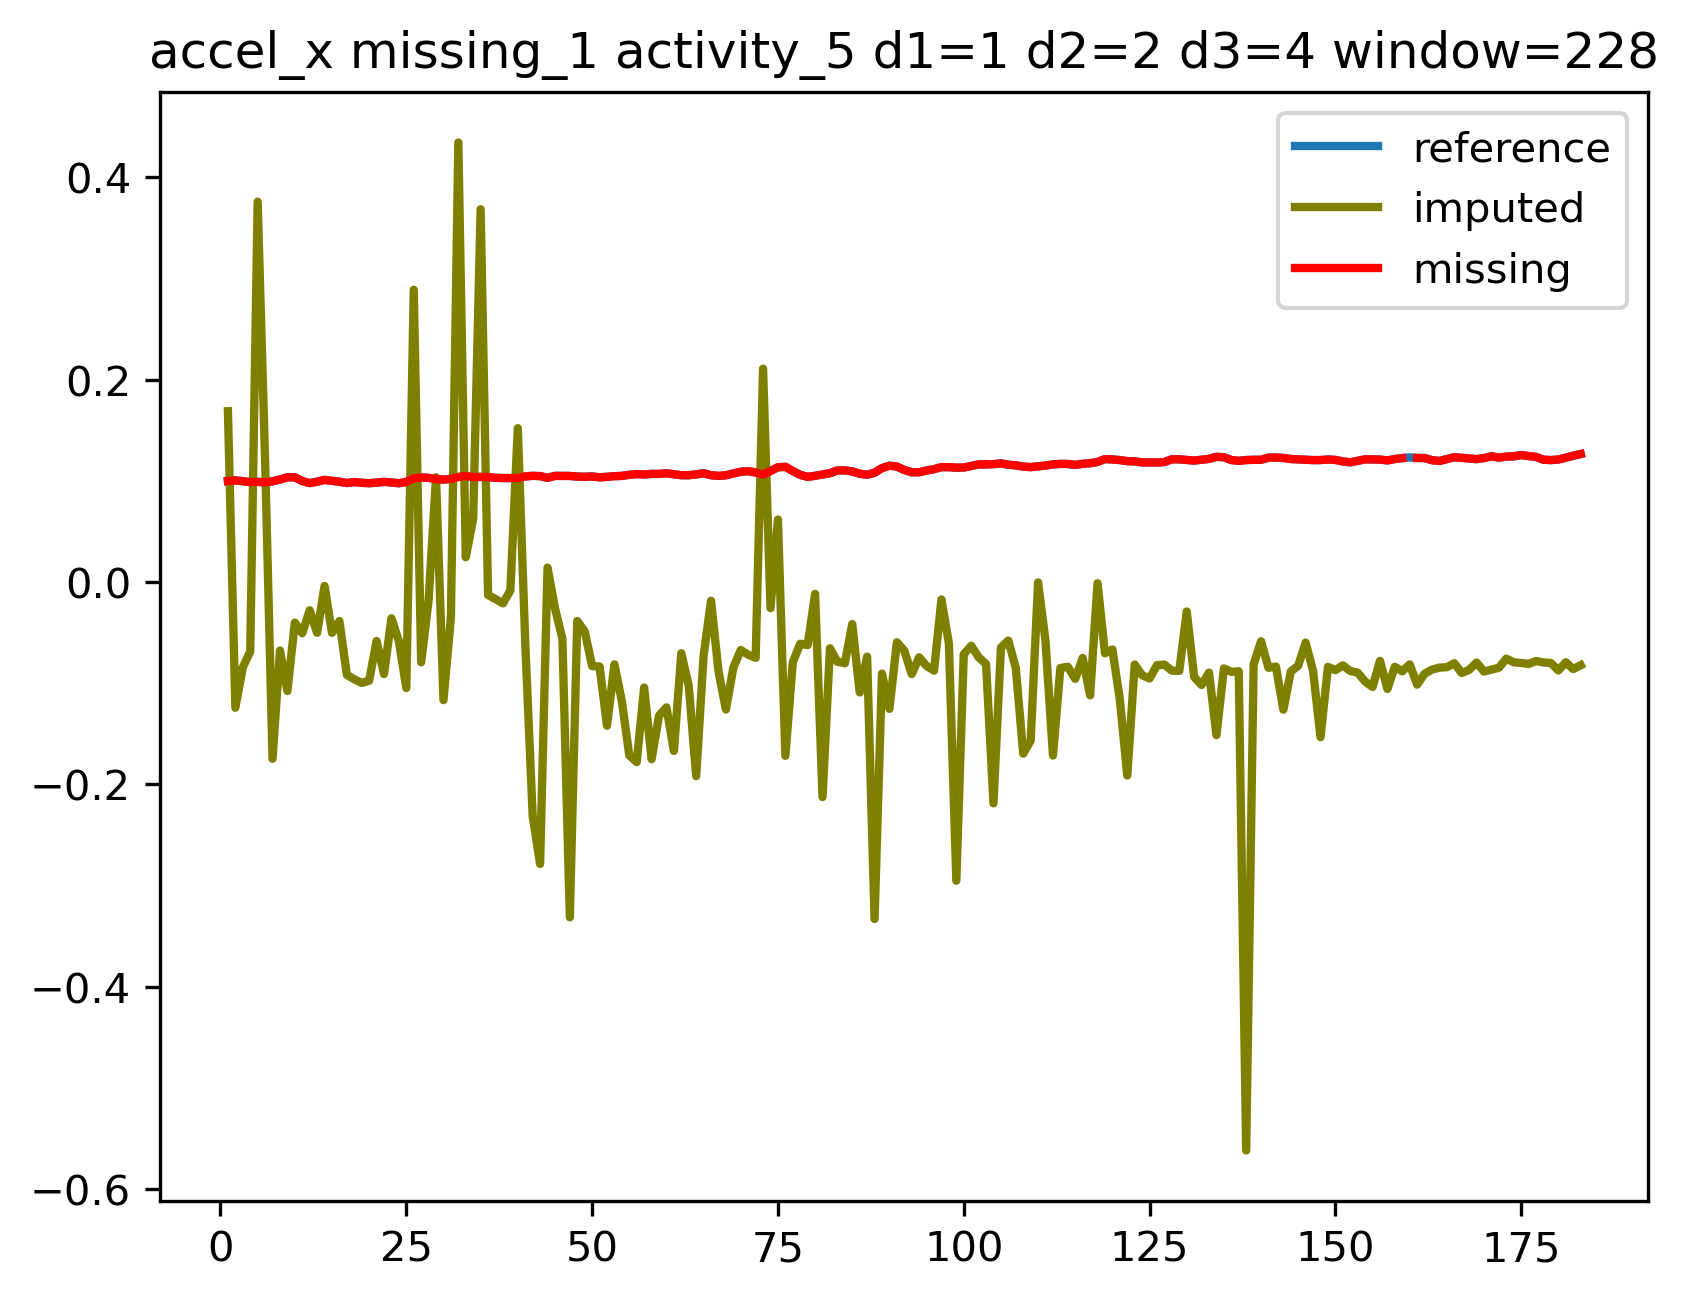 accel_x missing_1 activity_5 d1=1 d2=2 d3=4 window=228
reference
imputed
missing
0.4
0.2
0.0
−0.2
−0.4
−0.6
0 25 50 75 100 125 150 175